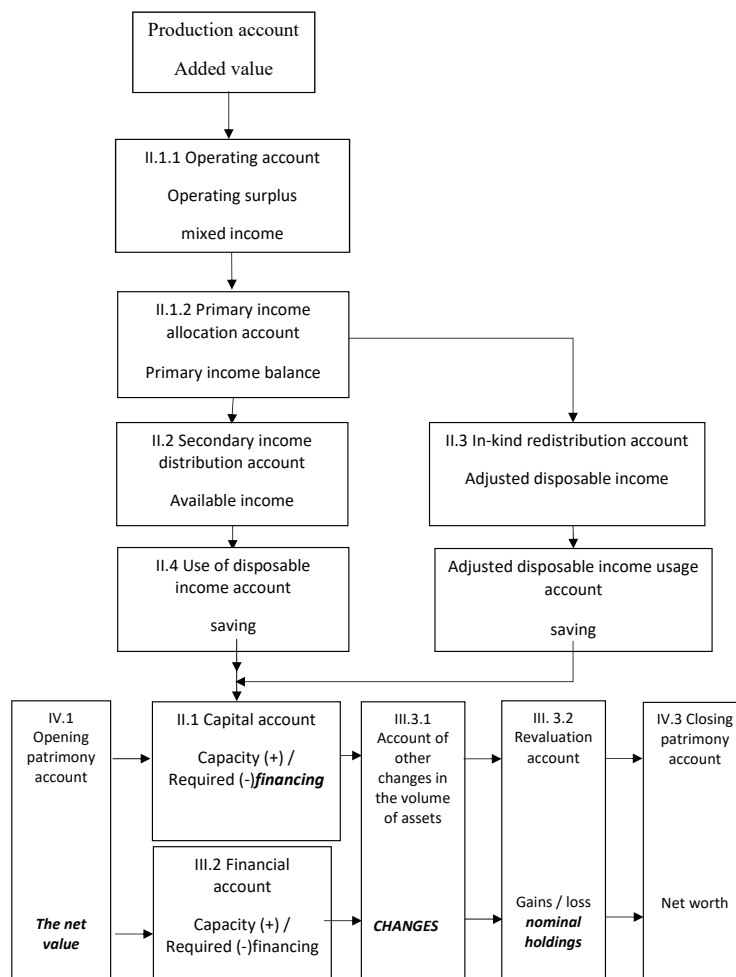 Production account
Added value
II.1.1 Operating account
Operating surplus
mixed income
II.1.2 Primary income
allocation account
Primary income balance
II.2 Secondary income
distribution account
Available income
II.3 In-kind redistribution account
Adjusted disposable income
II.4 Use of disposable
income account
saving
Adjusted disposable income usage
account
saving
IV.1
Opening
patrimony
account
The net
value
II.1 Capital account
Capacity (+) /
Required (-)financing
III.2 Financial
account
Capacity (+) /
Required (-)financing
III.3.1
Account of
other
changes in
the volume
of assets
CHANGES
III. 3.2
Revaluation
account
Gains / loss
nominal
holdings
IV.3 Closing
patrimony
account
Net worth